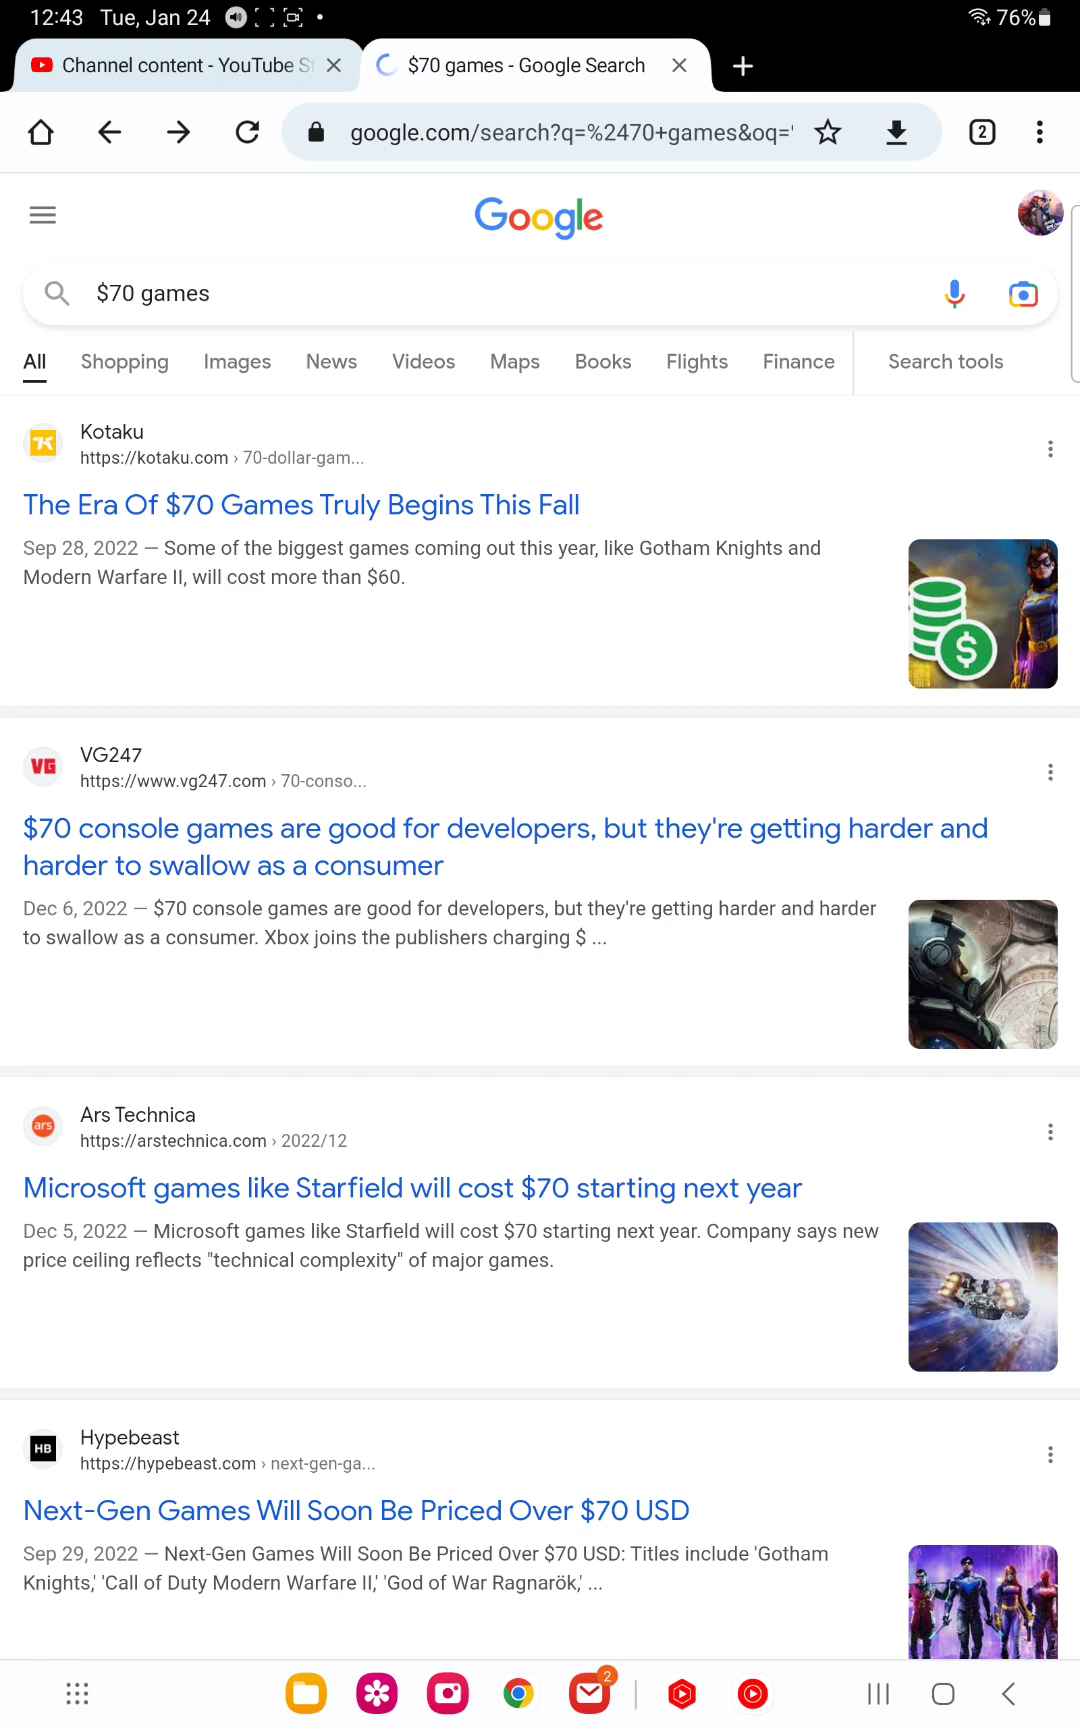 12:43 Tue, Jan 24
76%
Channel content - YouTube St
$70 games - Google Search
google.com/search?q=%2470+games&oq='
2
Google
$70 games
All Shopping Images News Videos Maps Books Flights Finance Search tools
Kotaku
https://kotaku.com › 70-dollar-gam...
The Era Of $70 Games Truly Begins This Fall
Sep 28, 2022 — Some of the biggest games coming out this year, like Gotham Knights and
Modern Warfare II, will cost more than $60.
$
VG
VG247
https://www.vg247.com › 70-conso...
$70 console games are good for developers, but they're getting harder and
harder to swallow as a consumer
Dec 6, 2022 — $70 console games are good for developers, but they're getting harder and harder
to swallow as a consumer. Xbox joins the publishers charging $ ...
ars
Ars Technica
https://arstechnica.com › 2022/12
Microsoft games like Starfield will cost $70 starting next year
Dec 5, 2022 — Microsoft games like Starfield will cost $70 starting next year. Company says new
price ceiling reflects "technical complexity" of major games.
HB
Hypebeast
https://hypebeast.com › next-gen-ga...
Next-Gen Games Will Soon Be Priced Over $70 USD
Sep 29, 2022 — Next-Gen Games Will Soon Be Priced Over $70 USD: Titles include 'Gotham
Knights,' 'Call of Duty Modern Warfare II,' 'God of War Ragnarök,' ...
2